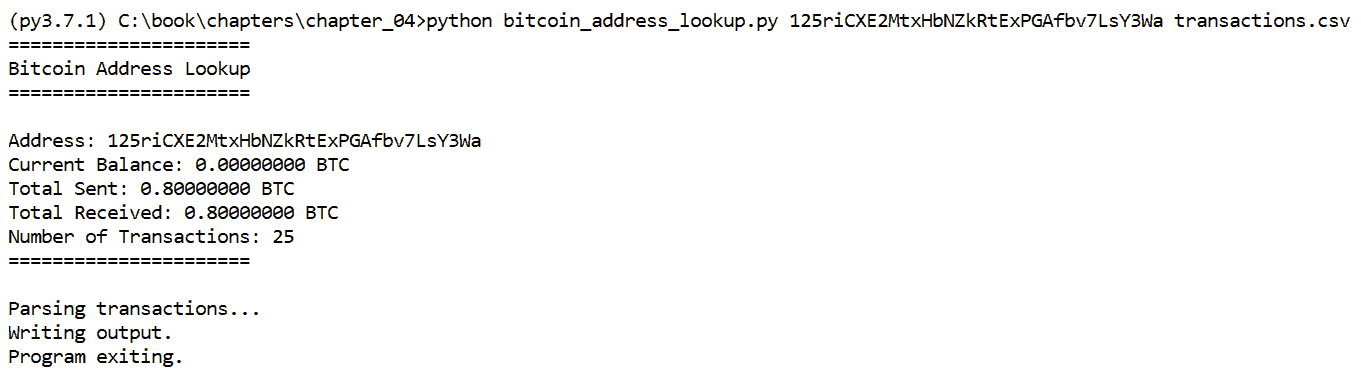 (py3.7.1) C:\book\chapters\chapter_04>python bitcoin_address_lookup.py 125riCXE2MtxHbNZkRtExPGAfbv7LsY3Wa transactions.csv
======================
Bitcoin Address Lookup
======================
Address: 125riCXE2MtxHbNZkRtExPGAfbv7LsY3Wa
Current Balance: 0.00000000 BTC
Total Sent: 0.80000000 BTC
Total Received: 0.80000000 BTC
Number of Transactions: 25
======================
Parsing transactions...
Writing output.
Program exiting.